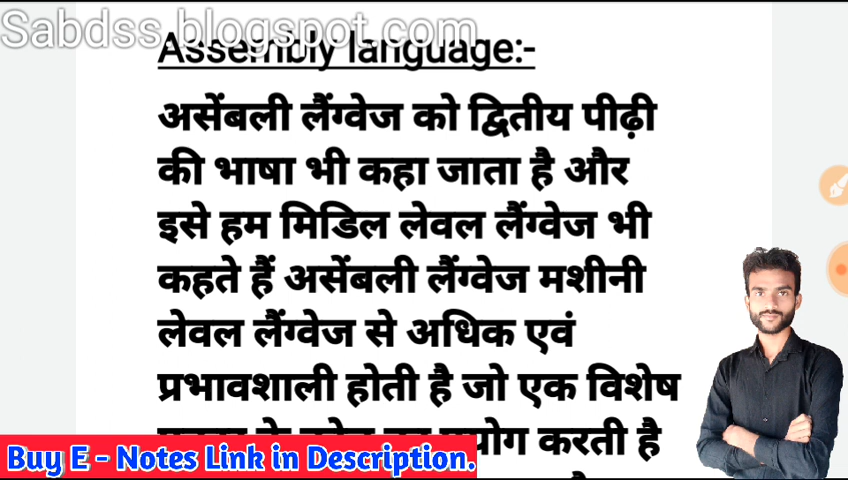 Sabdss.blogspot.com
Assembly language:-
असेंबली लैंग्वेज को द्वितीय पीढ़ी
की भाषा भी कहा जाता है और
इसे हम मिडिल लेवल लैंग्वेज भी
कहते हैं असेंबली लैंग्वेज मशीनी
लेवल लैंग्वेज से अधिक एवं
प्रभावशाली होती है जो एक विशेष
करती है
Buy E - Notes Link in Description.